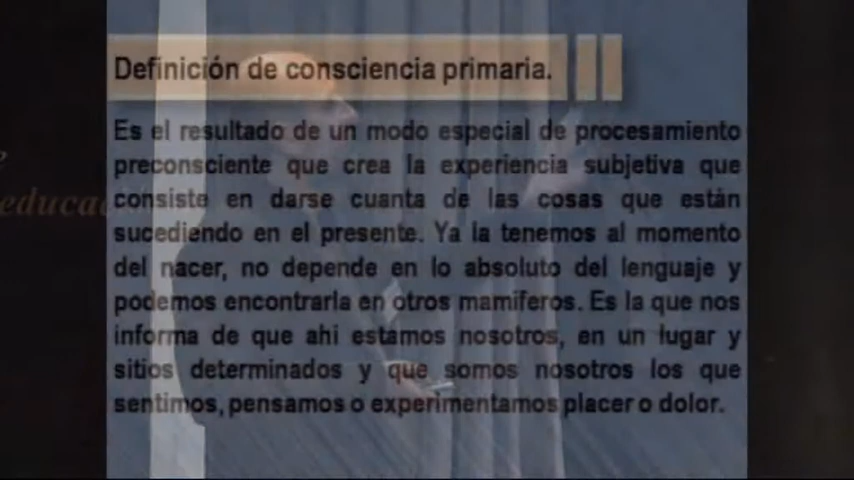 Definición de consciencia primaria.
Es el resultado de un modo especial de procesamiento
preconsciente que crea la experiencia subjetiva que
consiste en darse cuanta de las cosas que están
sucediendo en el presente. Ya la tenemos al momento
del nacer, no depende en lo absoluto del lenguaje y
podemos encontrarla en otros mamíferos. Es la que nos
informa de que ahí estamos nosotros, en un lugar y
sitios determinados y que somos nosotros los que
sentimos, pensamos o experimentamos placer o dolor.